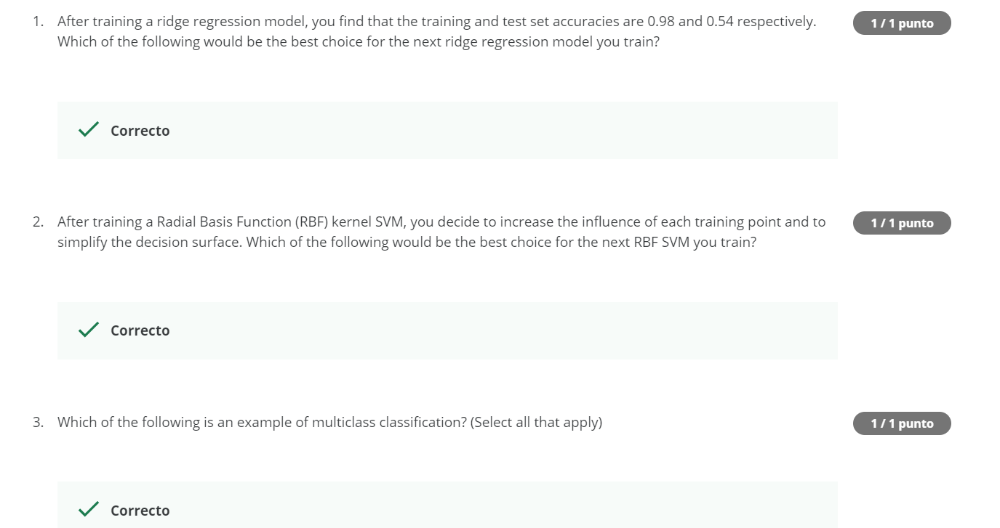 1. After training a ridge regression model, you find that the training and test set accuracies are 0.98 and 0.54 respectively.
Which of the following would be the best choice for the next ridge regression model you train?
1 / 1 punto
Correcto
2. After training a Radial Basis Function (RBF) kernel SVM, you decide to increase the influence of each training point and to
simplify the decision surface. Which of the following would be the best choice for the next RBF SVM you train?
1 / 1 punto
Correcto
3. Which of the following is an example of multiclass classification? (Select all that apply)
1 / 1 punto
Correcto